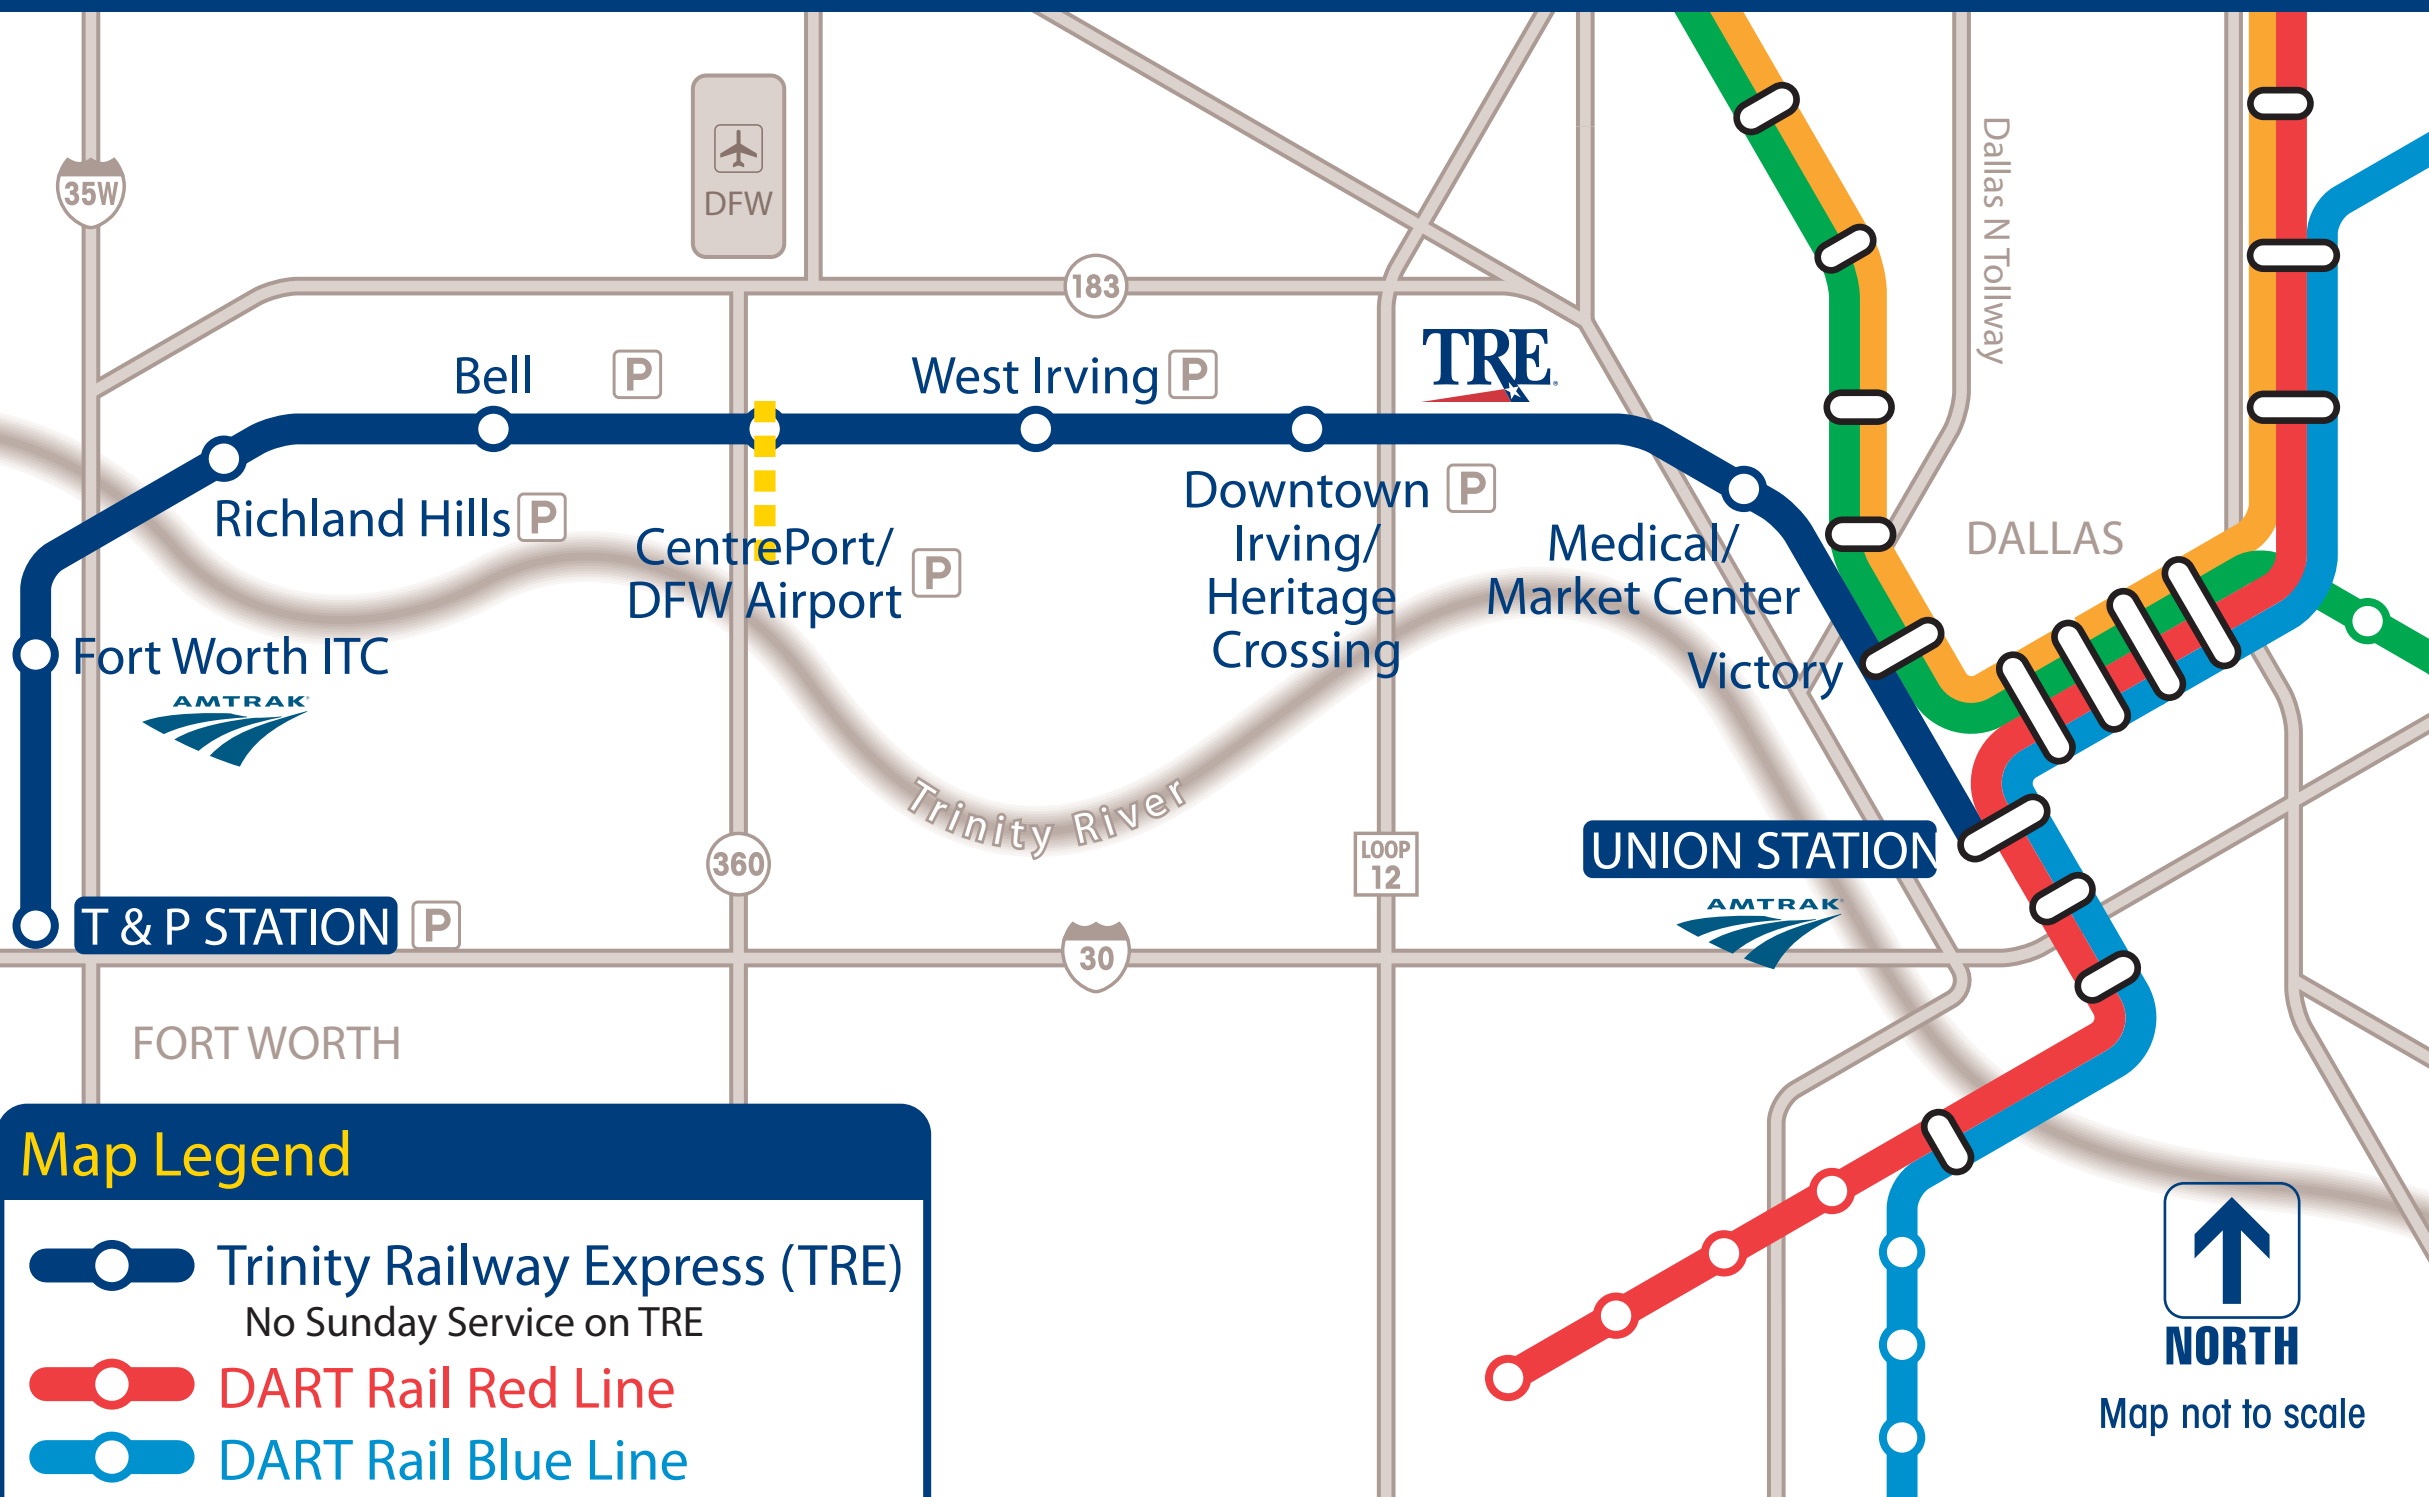 35W
DFW
Dallas N Tollway
183
TRE
Bell P
West Irving P
Richland Hills P
CentrePort/
DFW Airport P
Downtown P
Irving/
Heritage
Crossing
Medical/
Market Center
DALLAS
Victory
Fort Worth ITC
AMTRAK
Trinity River
360
LOOP
12
UNION STATION
AMTRAK
T & P STATION P
30
FORT WORTH
Map Legend
Trinity Railway Express (TRE)
No Sunday Service on TRE
DART Rail Red Line
DART Rail Blue Line
NORTH
Map not to scale